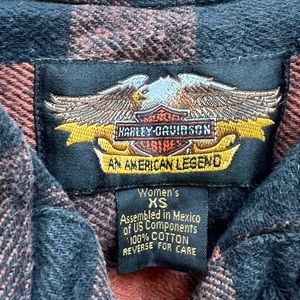 HARLEY-DAVIDSON
AN AMERICAN LEGEND
Women's
XS
Assembled in Mexico
of US Components
100% COTTON
REVERSE FOR CARE